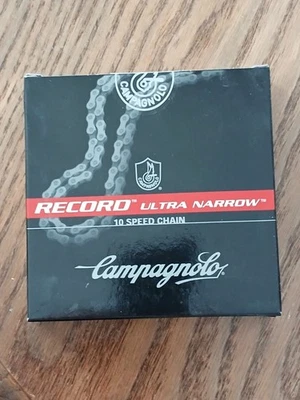 CAMPAGNOLO
RECORD™ ULTRA NARROW™
10 SPEED CHAIN
Campagnolo